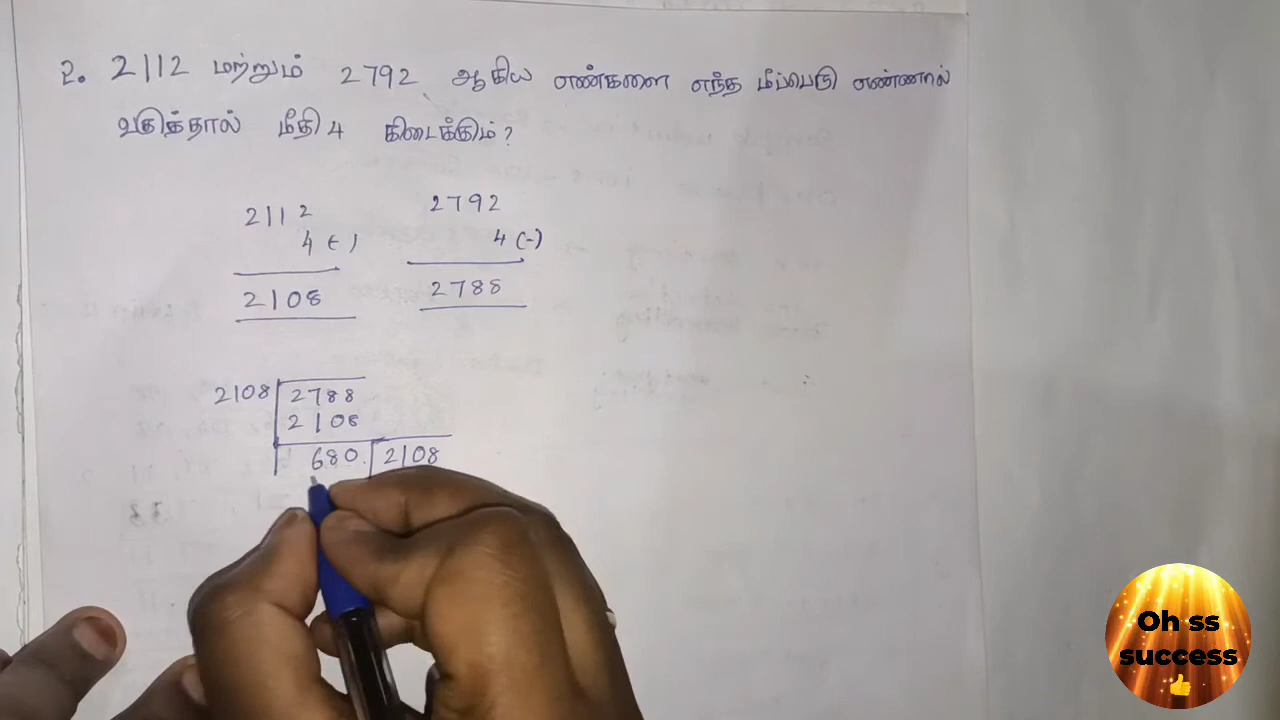 2. 2112 மற்றும் 2792 ஆகிய எண்களை எந்த மீப்பெரு எண்ணால்
வகுத்தால் மீதி 4 கிடைக்கும்?
2112 2792
4 (-) 4 (-)
2108 2788
2108 2788
2108
680 2108
Oh ss
success